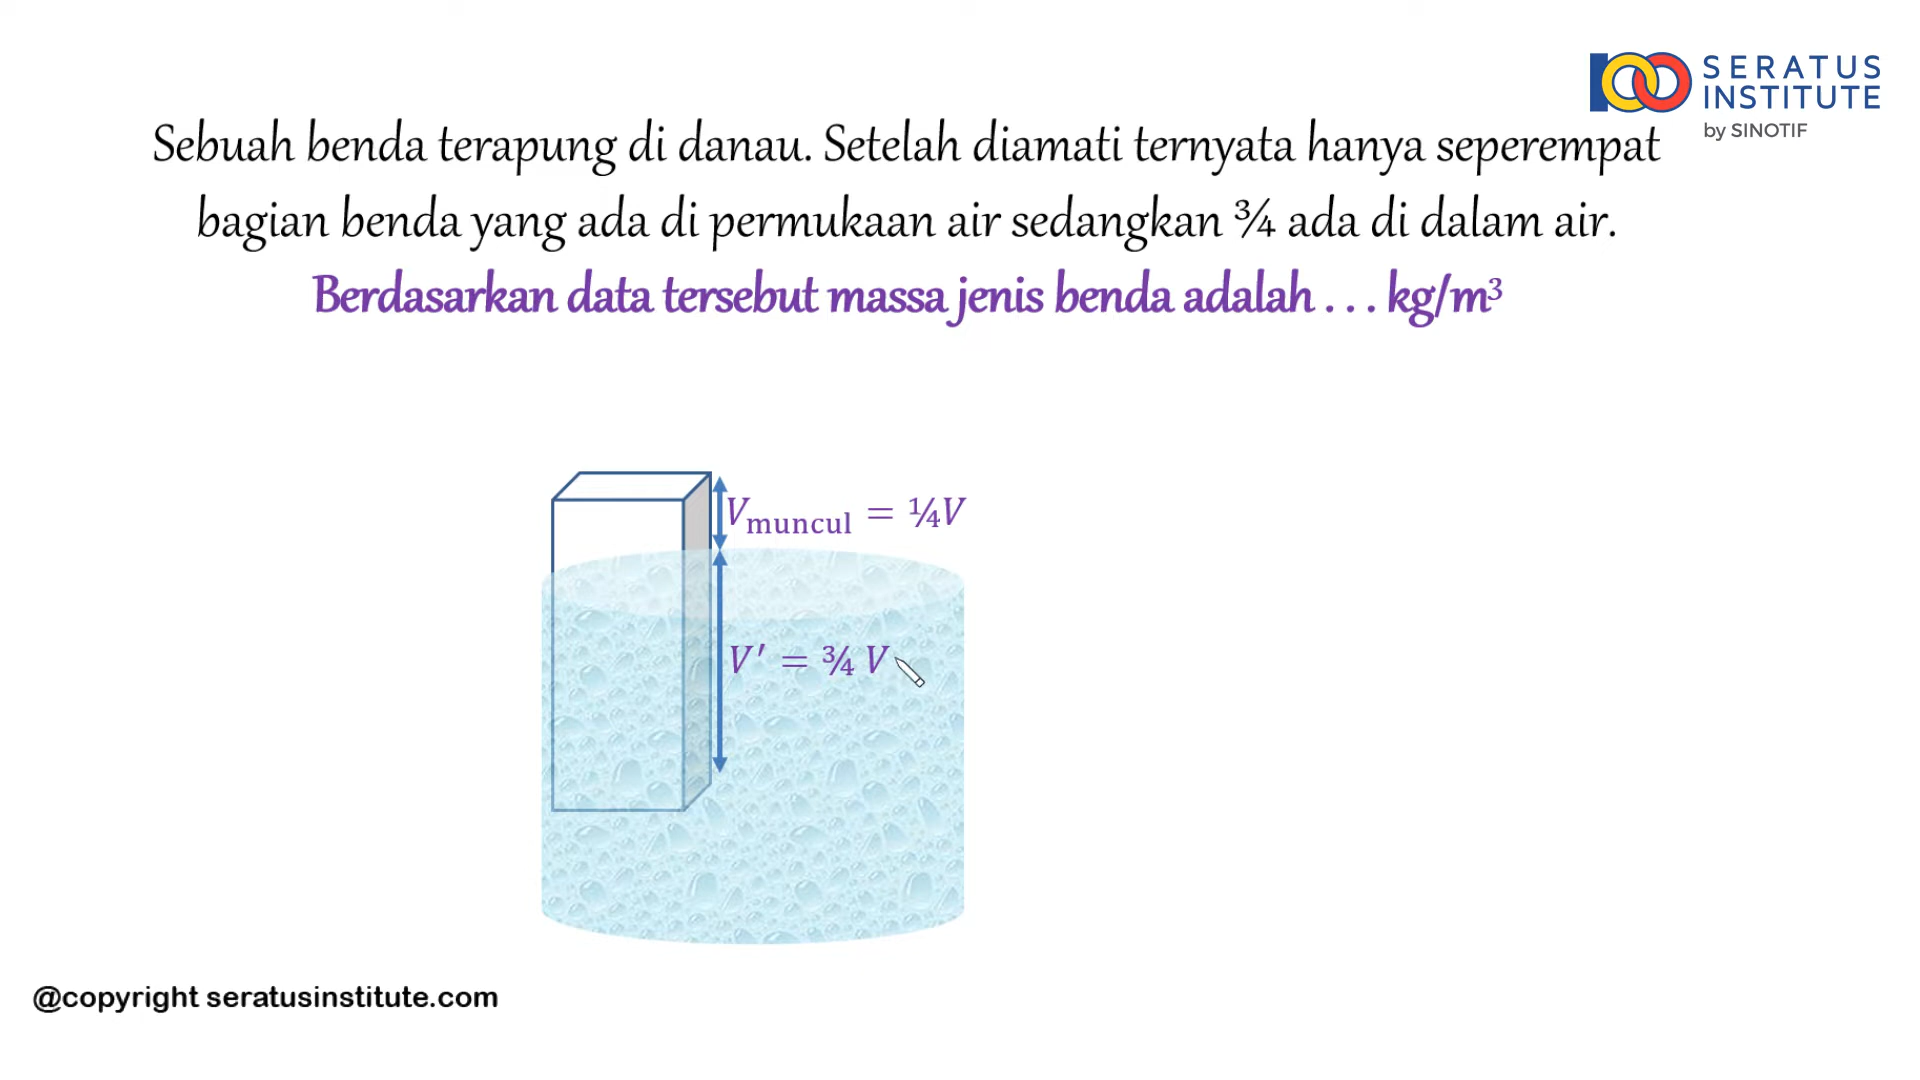 SERATUS
INSTITUTE
by SINOTIF
Sebuah benda terapung di danau. Setelah diamati ternyata hanya seperempat
bagian benda yang ada di permukaan air sedangkan ¾ ada di dalam air.
Berdasarkan data tersebut massa jenis benda adalah . . . kg/m³
V_muncul = ¼V
V′ = ¾ V
@copyright seratusinstitute.com